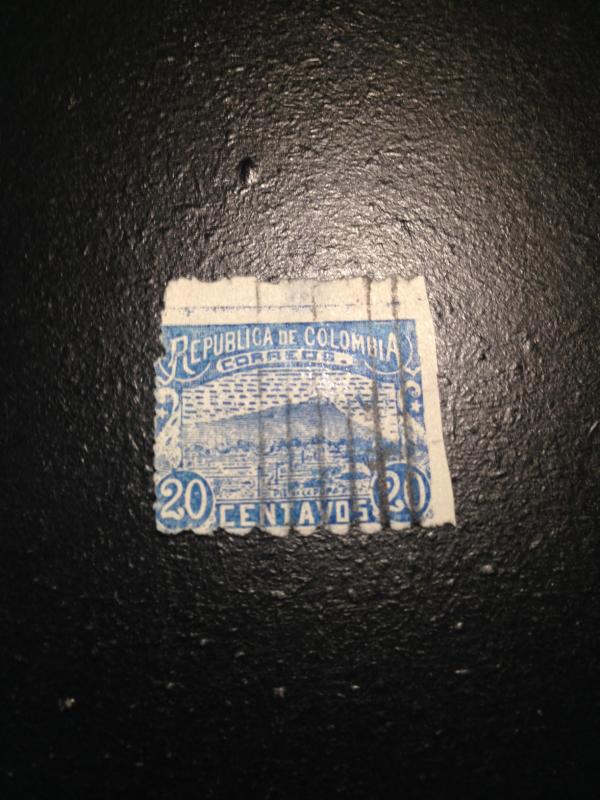 REPUBLICA DE COLOMBIA
CORREOS.
20 CENTAVOS 20